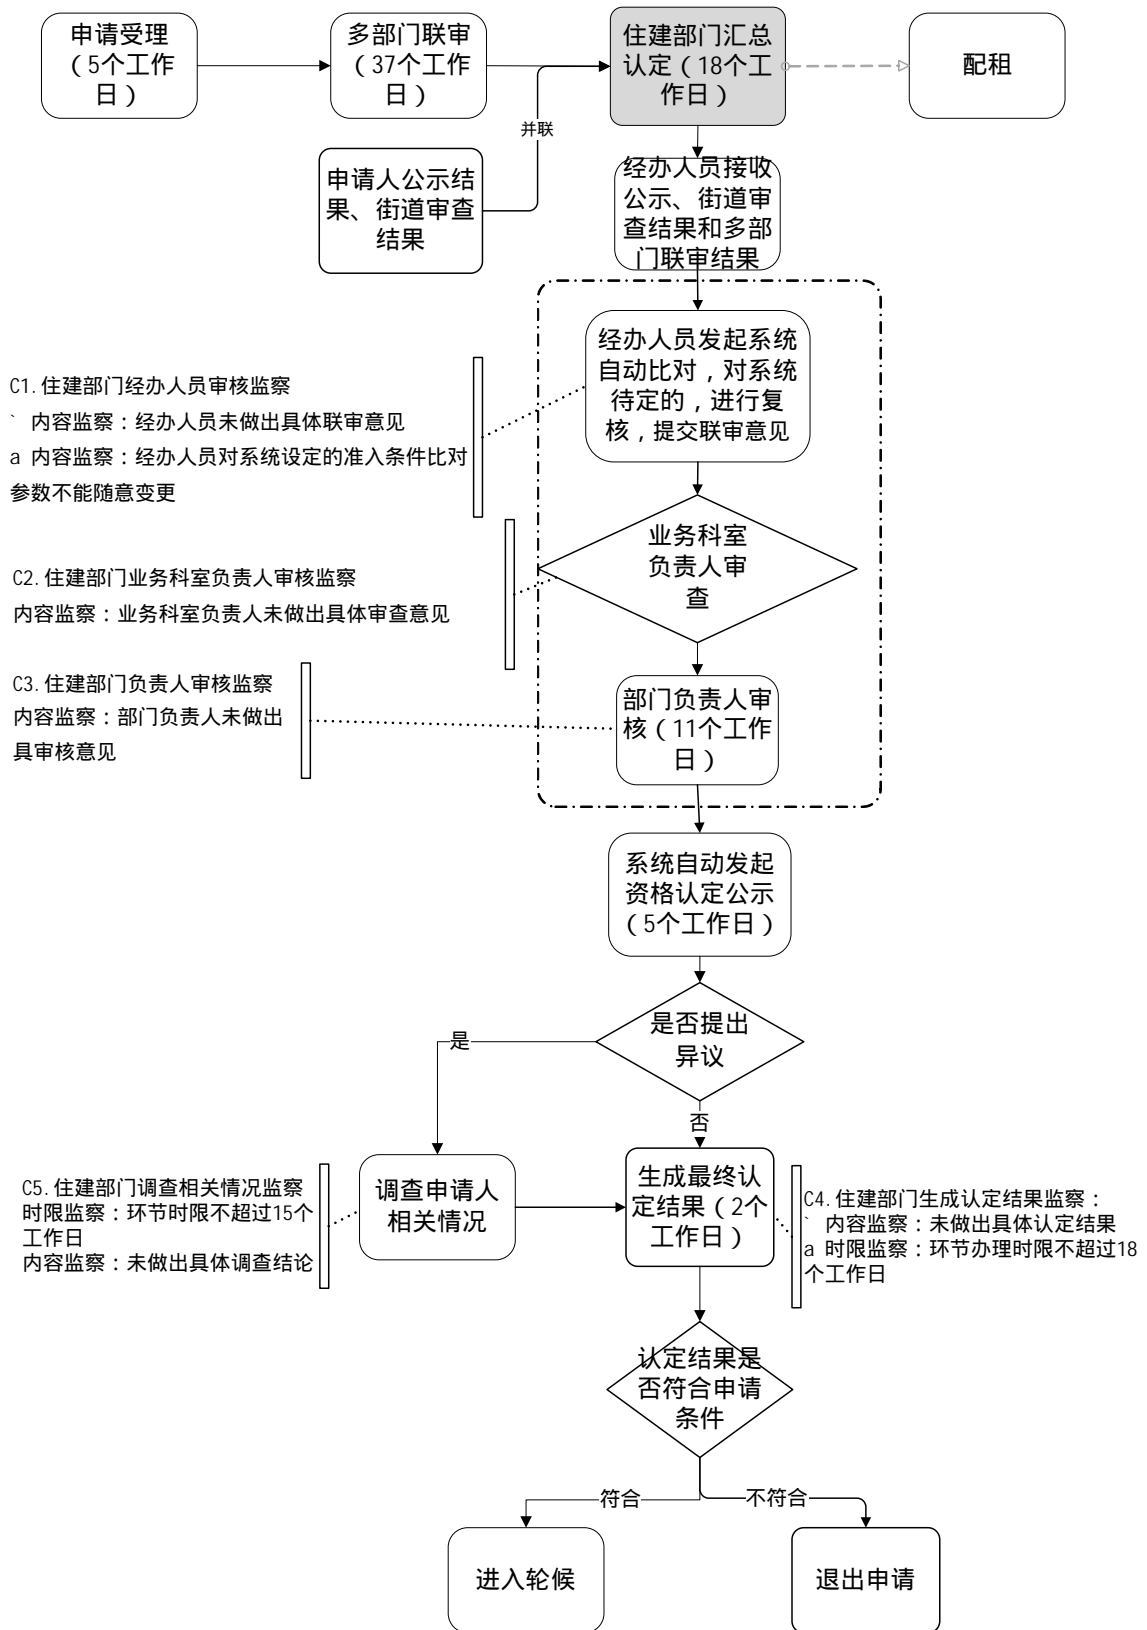 申请受理
（5个工作
日）
多部门联审
（37个工作
日）
住建部门汇总
认定（18个工
作日）
配租
并联
申请人公示结
果、街道审查
结果
经办人员接收
公示、街道审
查结果和多部
门联审结果
经办人员发起系统
自动比对，对系统
待定的，进行复
核，提交联审意见
C1.住建部门经办人员审核监察
` 内容监察：经办人员未做出具体联审意见
a 内容监察：经办人员对系统设定的准入条件比对
参数不能随意变更
业务科室
负责人审
查
C2.住建部门业务科室负责人审核监察
内容监察：业务科室负责人未做出具体审查意见
C3.住建部门负责人审核监察
内容监察：部门负责人未做出
具审核意见
部门负责人审
核（11个工作
日）
系统自动发起
资格认定公示
（5个工作日）
是否提出
异议
是
否
C5.住建部门调查相关情况监察
时限监察：环节时限不超过15个
工作日
内容监察：未做出具体调查结论
调查申请人
相关情况
生成最终认
定结果（2个
工作日）
C4.住建部门生成认定结果监察：
` 内容监察：未做出具体认定结果
a 时限监察：环节办理时限不超过18
个工作日
认定结果是
否符合申请
条件
符合
不符合
进入轮候
退出申请